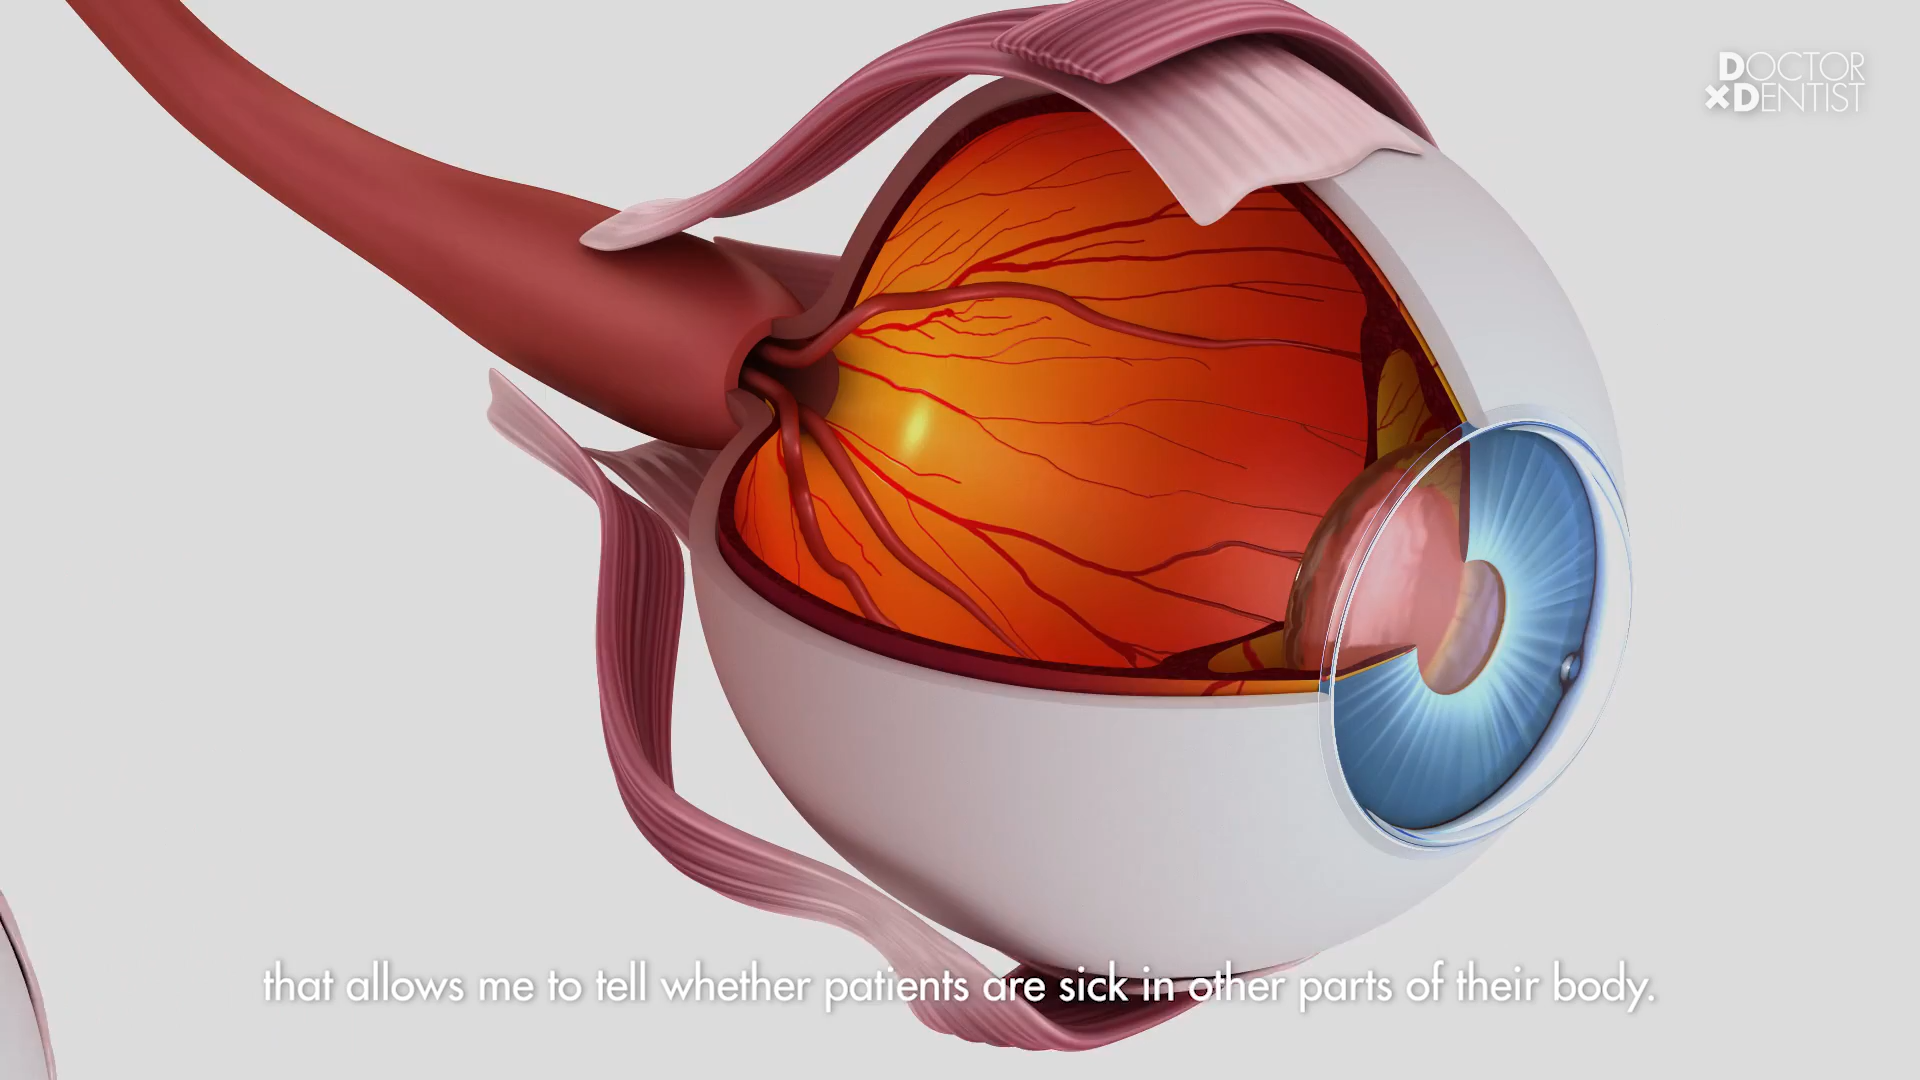 DOCTOR
×DENTIST
that allows me to tell whether patients are sick in other parts of their body.